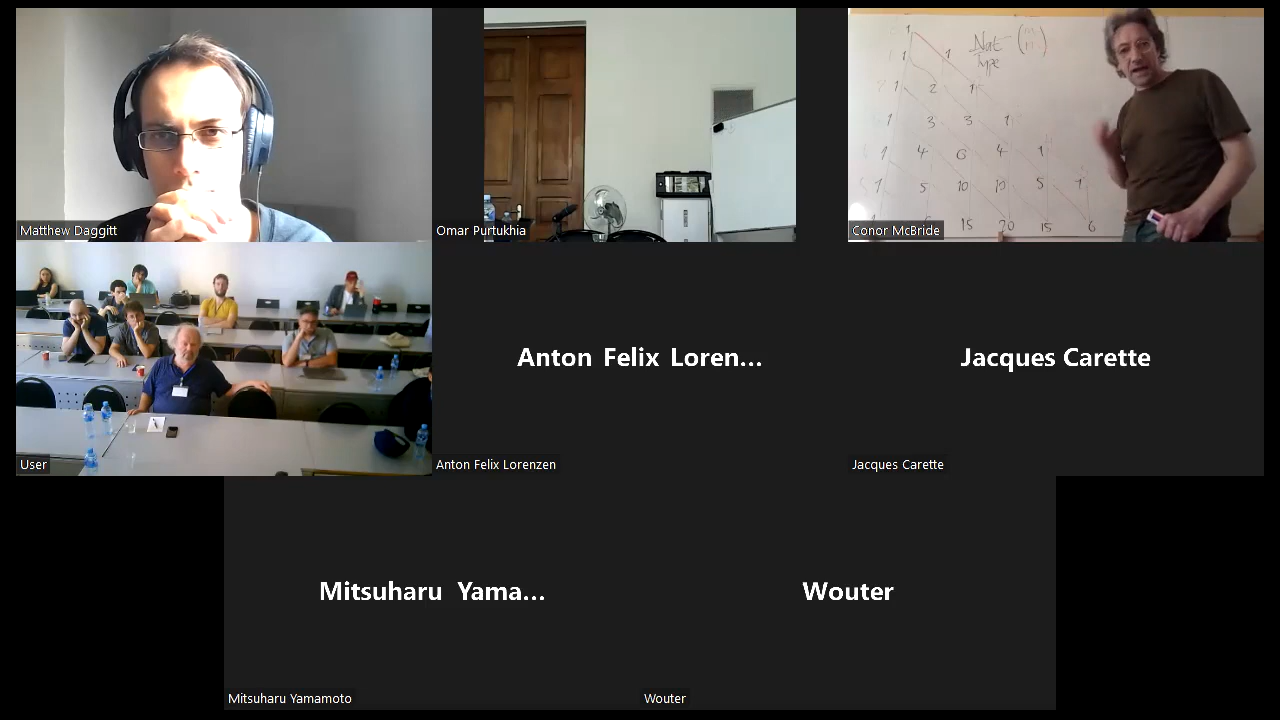 Matthew Daggitt
Omar Purtukhia
Nat
Type
1
1 1
1 2 1
1 3 3 1
1 4 6 4 1
1 5 10 10 5 1
1 6 15 20 15 6
Conor McBride
User
Anton Felix Loren...
Anton Felix Lorenzen
Jacques Carette
Jacques Carette
Mitsuharu Yama...
Mitsuharu Yamamoto
Wouter
Wouter